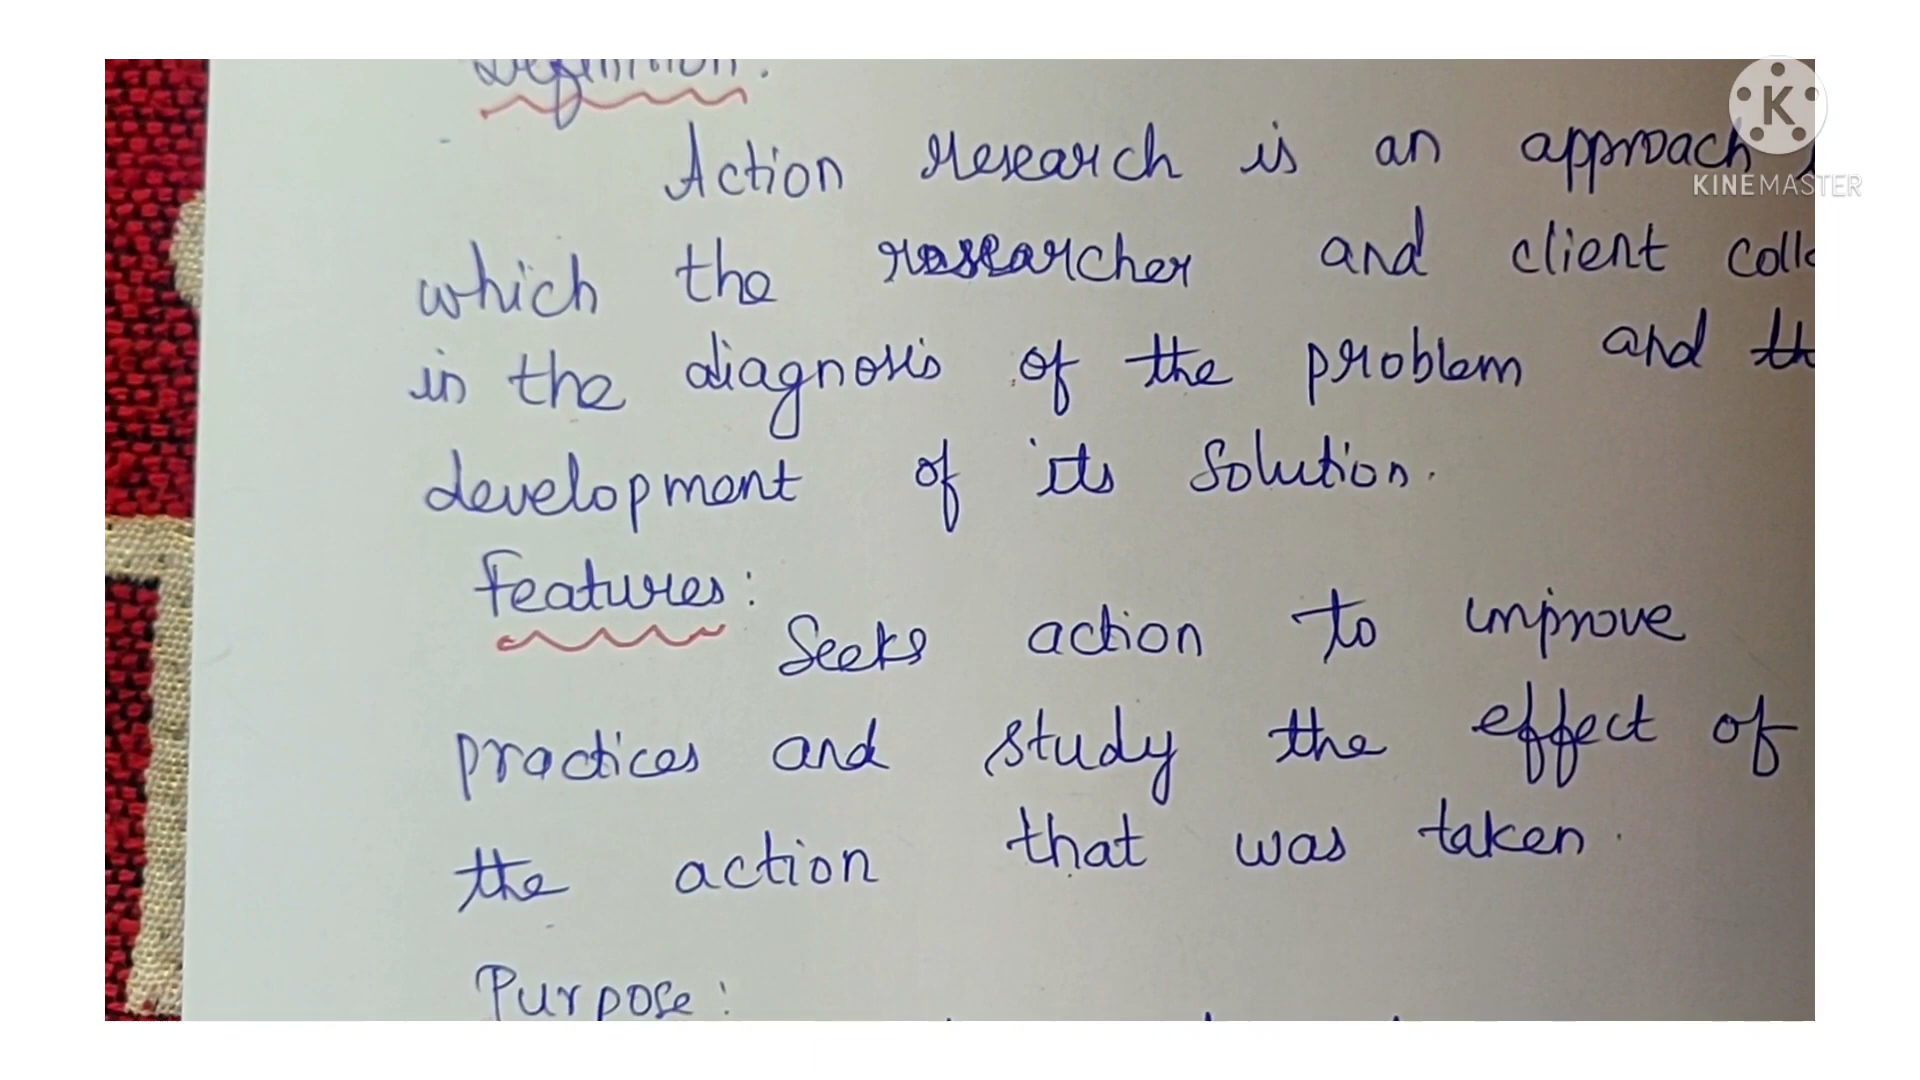 Definition:
Action research is an approach
which the researcher and client
in the diagnosis of the problem and
development of its solution.
Features:
Seeks action to improve
practices and study the effect of
the action that was taken.
Purpose:
KINEMASTER